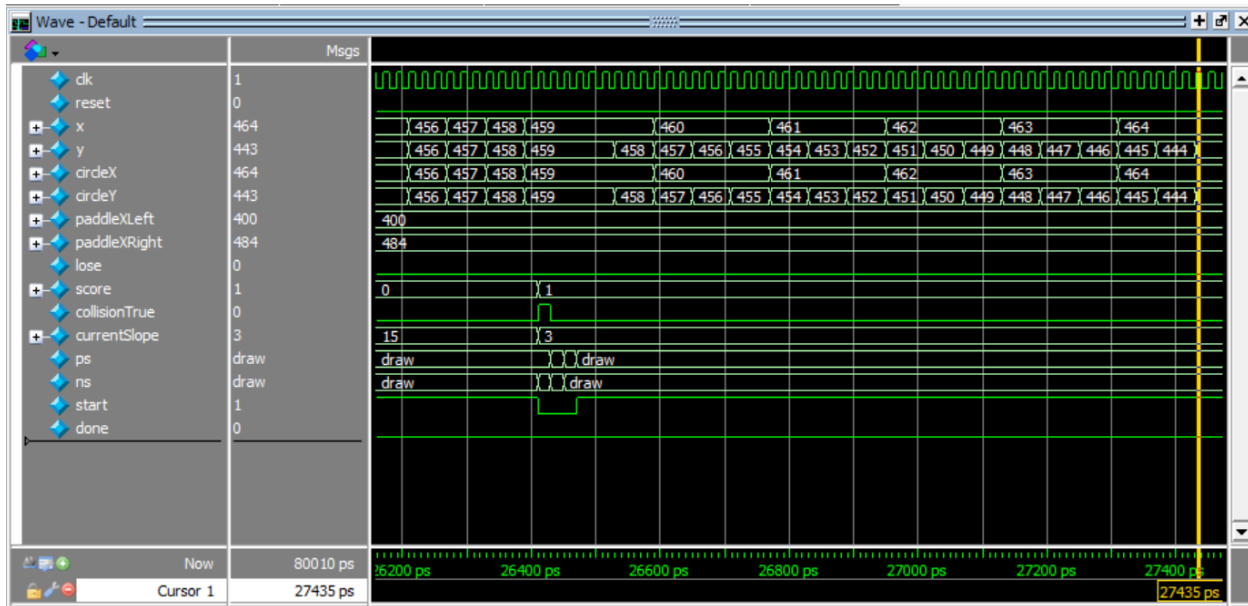 Wave - Default
Msgs
clk 1
reset 0
x 464 456 457 458 459 460 461 462 463 464
y 443 456 457 458 459 458 457 456 455 454 453 452 451 450 449 448 447 446 445 444
circleX 464 456 457 458 459 460 461 462 463 464
circleY 443 456 457 458 459 458 457 456 455 454 453 452 451 450 449 448 447 446 445 444
paddleXLeft 400 400
paddleXRight 484 484
lose 0
score 1 0 1
collisionTrue 0
currentSlope 3 15 3
ps draw draw draw
ns draw draw draw
start 1
done 0
Now 80010 ps 26200 ps 26400 ps 26600 ps 26800 ps 27000 ps 27200 ps 27400 ps
Cursor 1 27435 ps 27435 ps